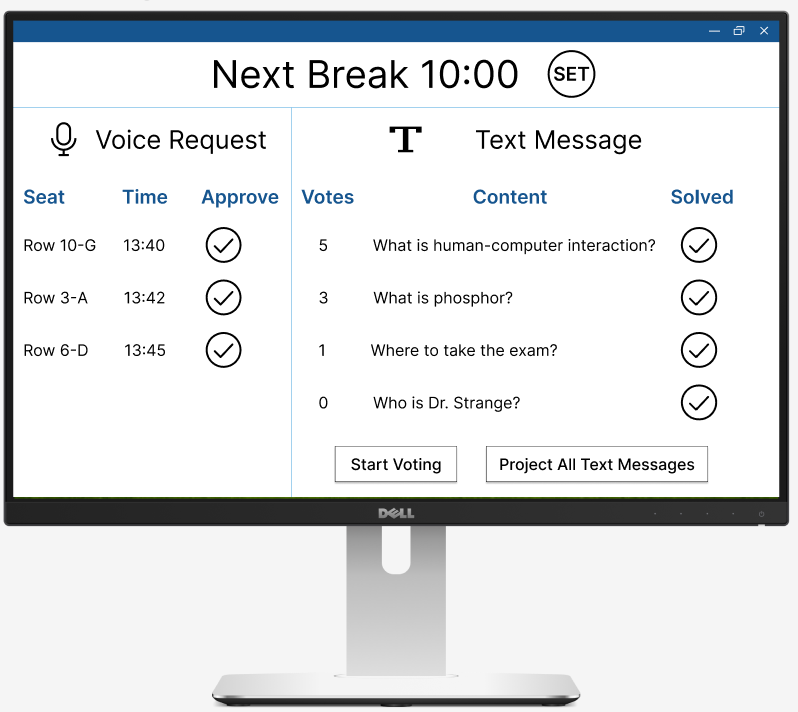 Next Break 10:00 SET
Voice Request
Seat Time Approve
Row 10-G 13:40
Row 3-A 13:42
Row 6-D 13:45
T Text Message
Votes Content Solved
5 What is human-computer interaction?
3 What is phosphor?
1 Where to take the exam?
0 Who is Dr. Strange?
Start Voting Project All Text Messages
DELL